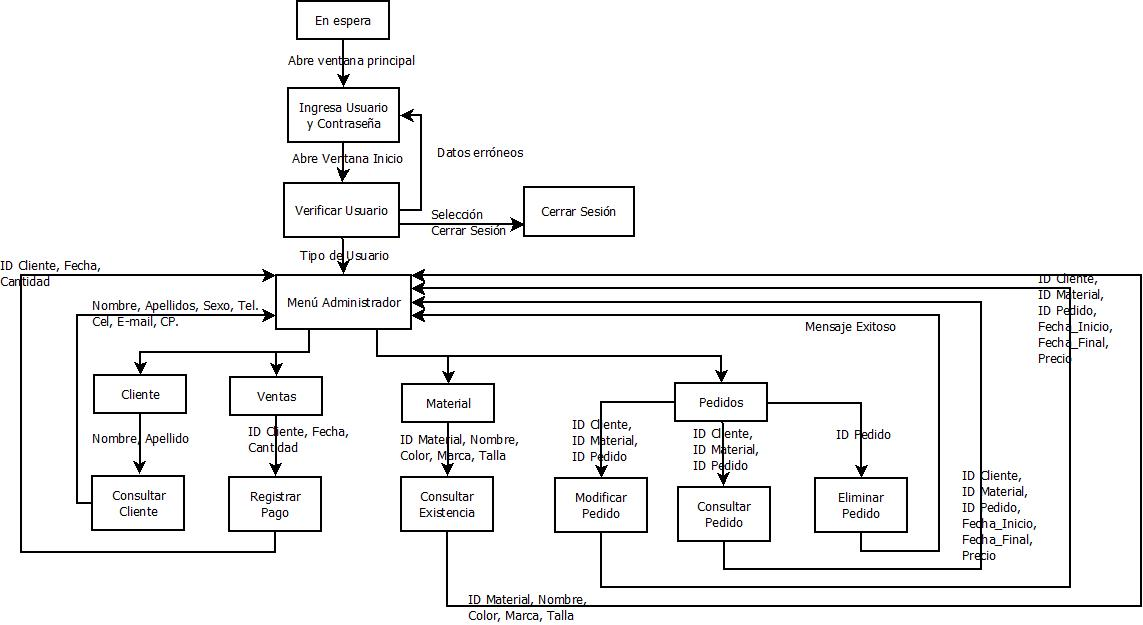 En espera
Abre ventana principal
Ingresa Usuario
y Contraseña
Datos erróneos
Abre Ventana Inicio
Verificar Usuario
Selección
Cerrar Sesión
Cerrar Sesión
Tipo de Usuario
ID Cliente, Fecha,
Cantidad
Menú Administrador
Nombre, Apellidos, Sexo, Tel.
Cel, E-mail, CP.
Mensaje Exitoso
ID Cliente,
ID Material,
ID Pedido,
Fecha_Inicio,
Fecha_Final,
Precio
Cliente
Ventas
Material
Pedidos
Nombre, Apellido
ID Cliente, Fecha,
Cantidad
ID Material, Nombre,
Color, Marca, Talla
ID Cliente,
ID Material,
ID Pedido
ID Cliente,
ID Material,
ID Pedido
ID Pedido
Consultar
Cliente
Registrar
Pago
Consultar
Existencia
Modificar
Pedido
Consultar
Pedido
Eliminar
Pedido
ID Cliente,
ID Material,
ID Pedido,
Fecha_Inicio,
Fecha_Final,
Precio
ID Material, Nombre,
Color, Marca, Talla